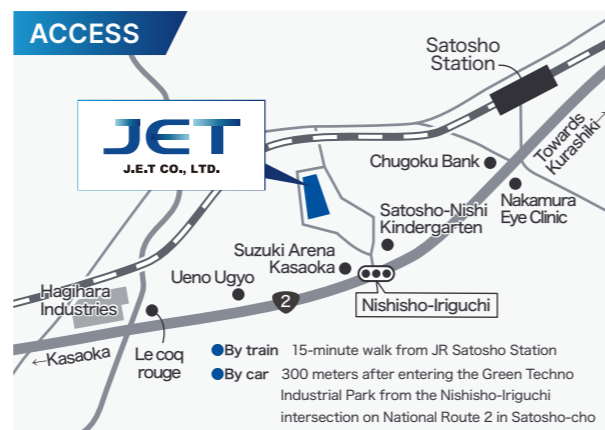 ACCESS
Satosho
Station
JET
J.E.T CO., LTD.
Towards
Kurashiki→
Chugoku Bank
Nakamura
Eye Clinic
Satosho-Nishi
Kindergarten
Suzuki Arena
Kasaoka
Ueno Ugyo
Hagihara
Industries
2
Nishisho-Iriguchi
←Kasaoka
Le coq
rouge
●By train 15-minute walk from JR Satosho Station
●By car 300 meters after entering the Green Techno
Industrial Park from the Nishisho-Iriguchi
intersection on National Route 2 in Satosho-cho